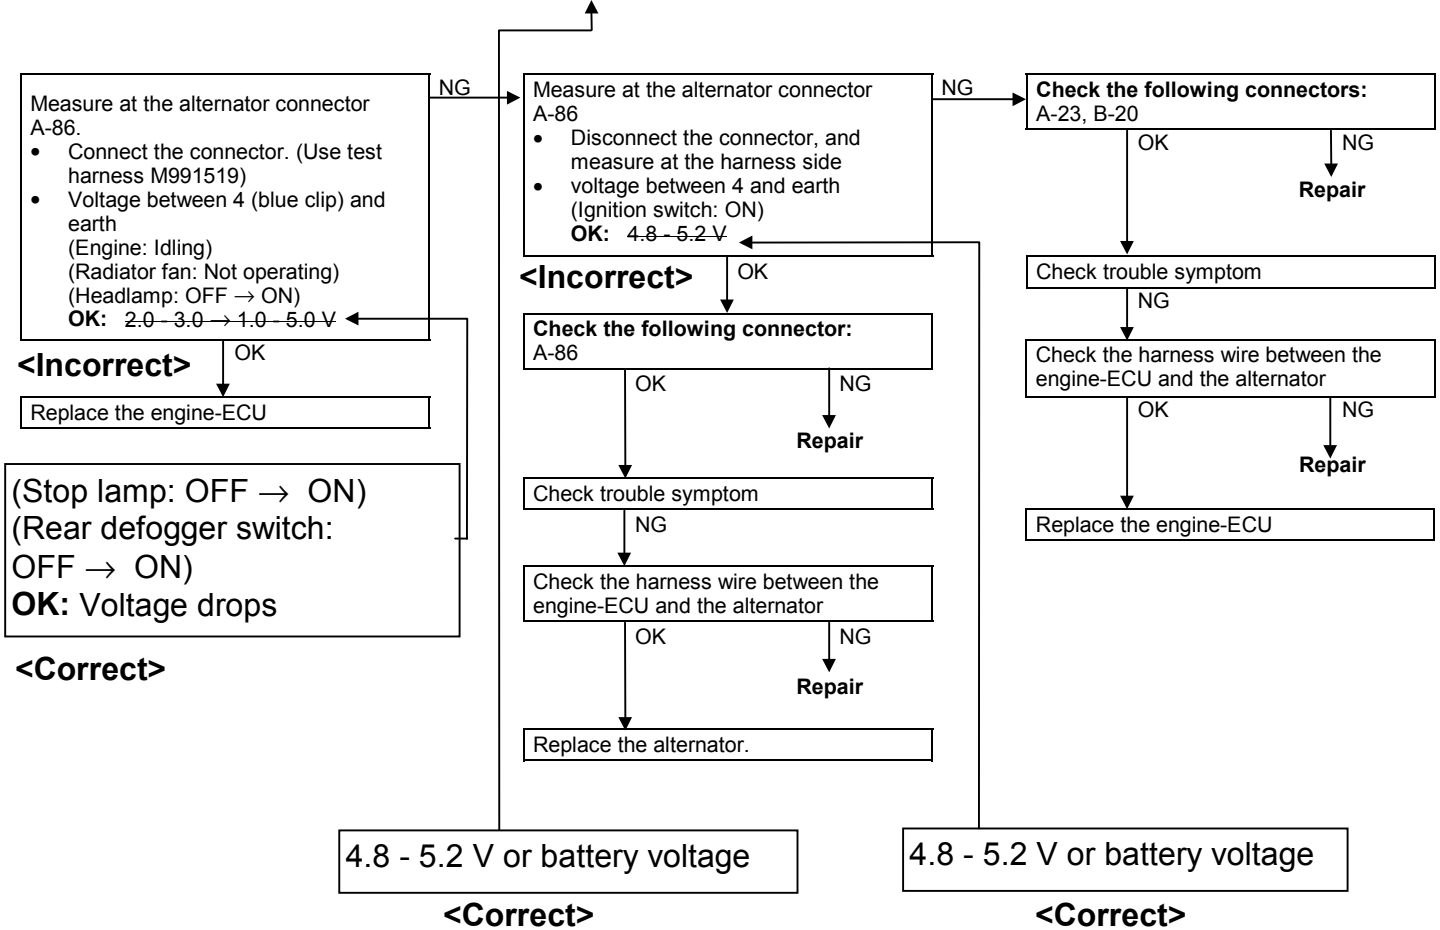 Measure at the alternator connector
A-86.
• Connect the connector. (Use test
harness M991519)
• Voltage between 4 (blue clip) and
earth
(Engine: Idling)
(Radiator fan: Not operating)
(Headlamp: OFF → ON)
OK: 2.0 - 3.0 → 1.0 - 5.0 V
<Incorrect>
OK
Replace the engine-ECU
(Stop lamp: OFF → ON)
(Rear defogger switch:
OFF → ON)
OK: Voltage drops
<Correct>
NG
Measure at the alternator connector
A-86
• Disconnect the connector, and
measure at the harness side
• voltage between 4 and earth
(Ignition switch: ON)
OK: 4.8 - 5.2 V
<Incorrect>
OK
Check the following connector:
A-86
OK
NG
Repair
Check trouble symptom
NG
Check the harness wire between the
engine-ECU and the alternator
OK
NG
Repair
Replace the alternator.
NG
Check the following connectors:
A-23, B-20
OK
NG
Repair
Check trouble symptom
NG
Check the harness wire between the
engine-ECU and the alternator
OK
NG
Repair
Replace the engine-ECU
4.8 - 5.2 V or battery voltage
<Correct>
4.8 - 5.2 V or battery voltage
<Correct>